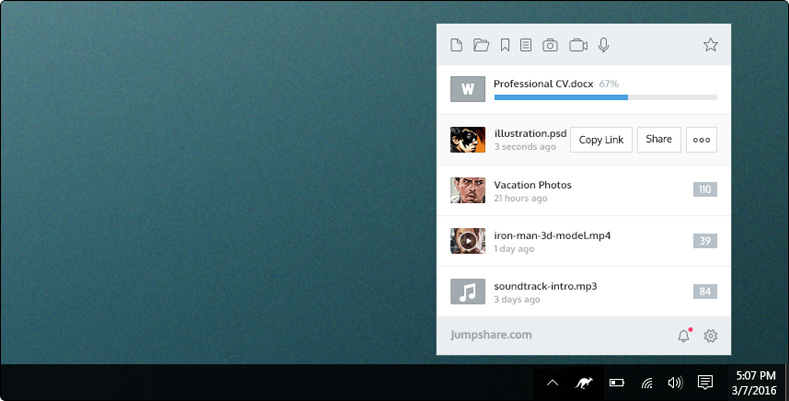 W
Professional CV.docx 67%
illustration.psd
3 seconds ago
Copy Link
Share
Vacation Photos
21 hours ago
110
iron-man-3d-model.mp4
1 day ago
39
soundtrack-intro.mp3
3 days ago
84
Jumpshare.com
5:07 PM
3/7/2016